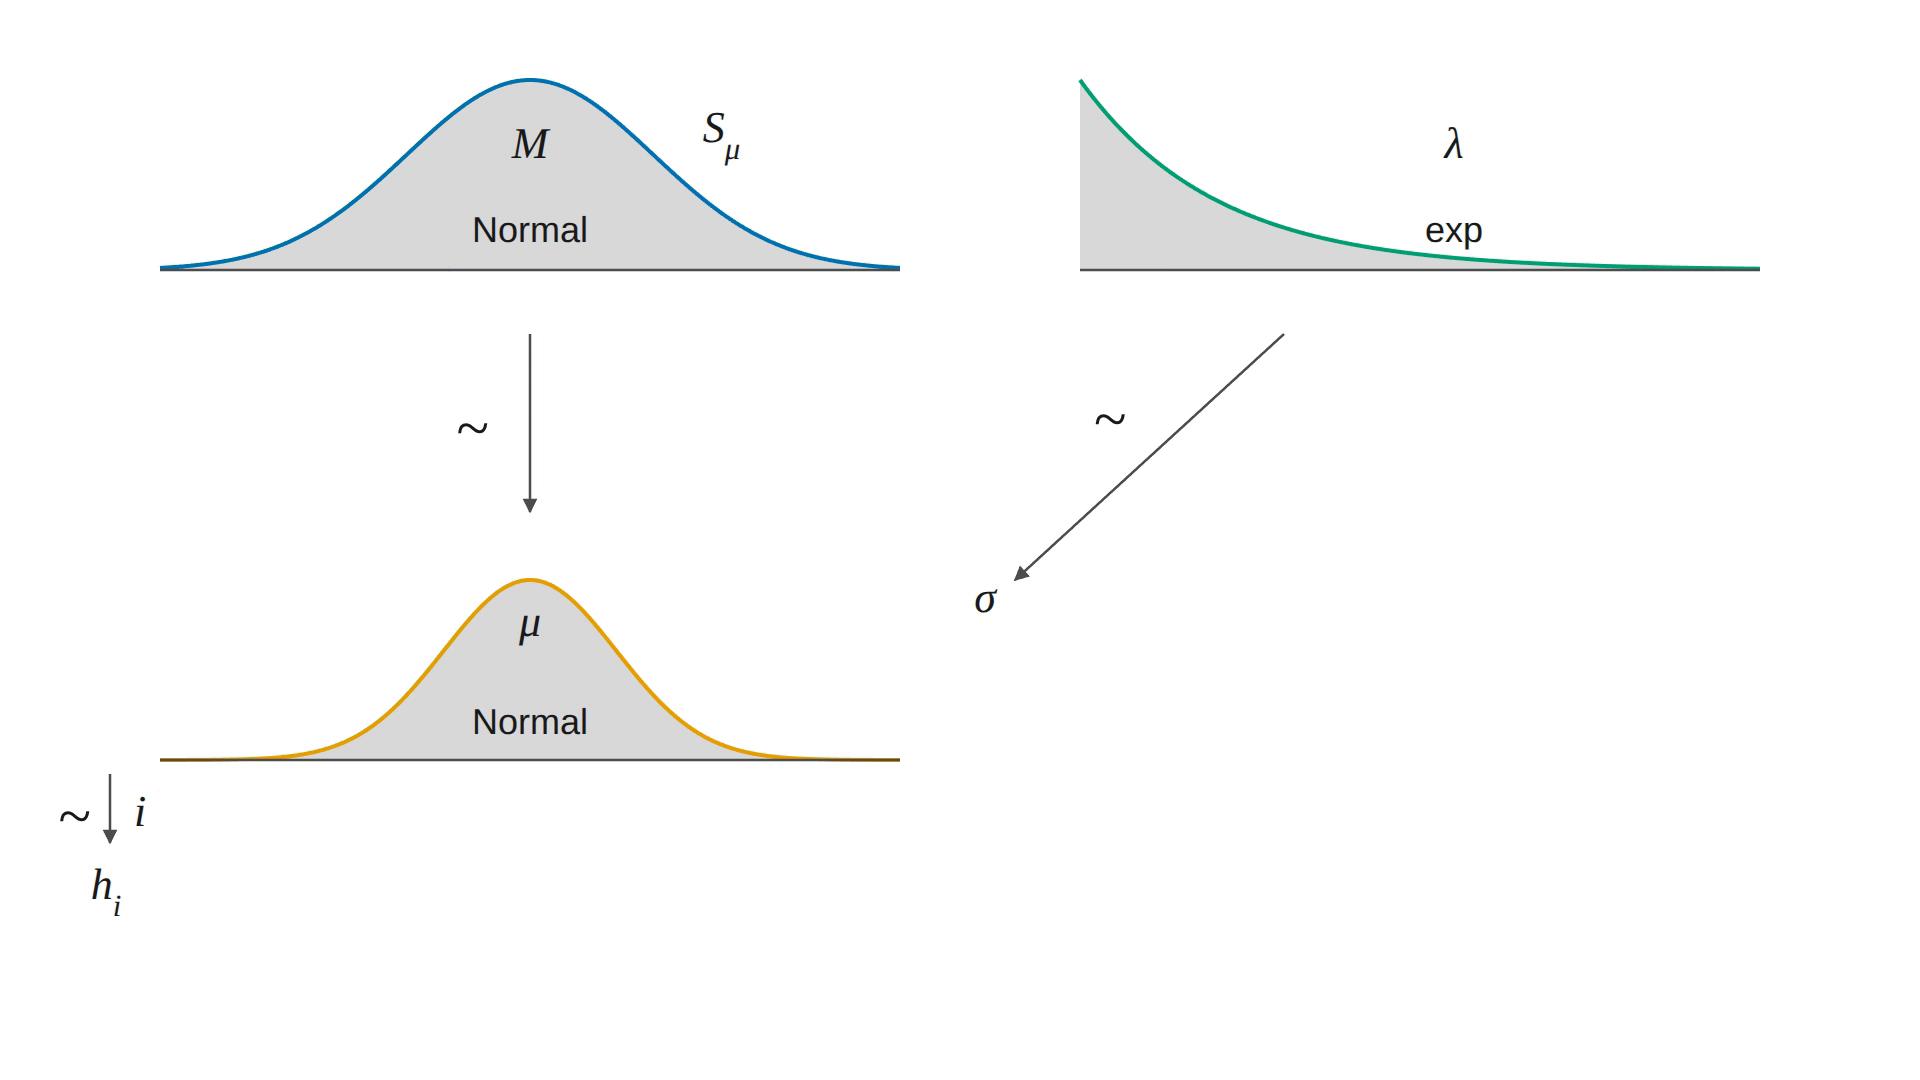 M
S_μ
Normal
λ
exp
~
~
μ
Normal
σ
~ i
h_i